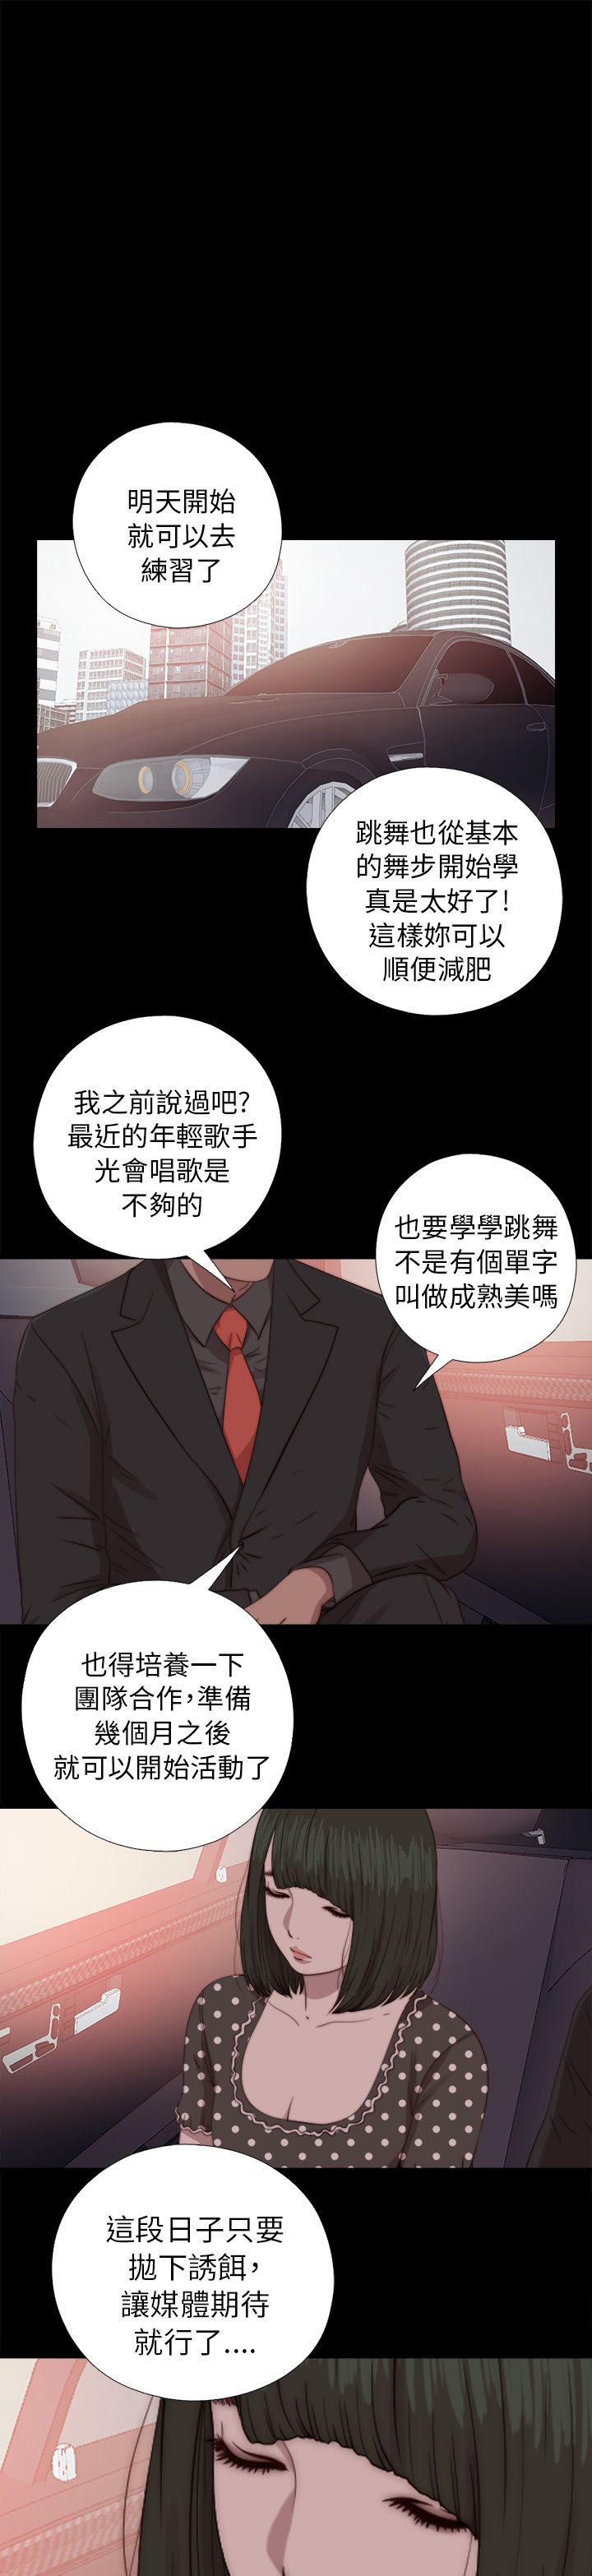 明天開始
就可以去
練習了
跳舞也從基本
的舞步開始學
真是太好了!
這樣妳可以
順便減肥
我之前說過吧?
最近的年輕歌手
光會唱歌是
不夠的
也要學學跳舞
不是有個單字
叫做成熟美嗎
也得培養一下
團隊合作,準備
幾個月之後
就可以開始活動了
這段日子只要
拋下誘餌,
讓媒體期待
就行了....